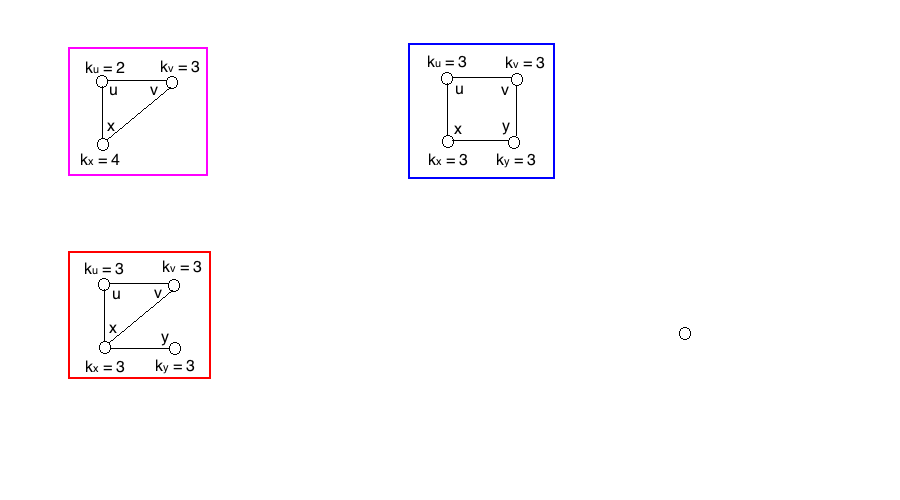 ku = 2 kv = 3
u v
x
kx = 4
ku = 3 kv = 3
u v
x y
kx = 3 ky = 3
ku = 3 kv = 3
u v
x y
kx = 3 ky = 3